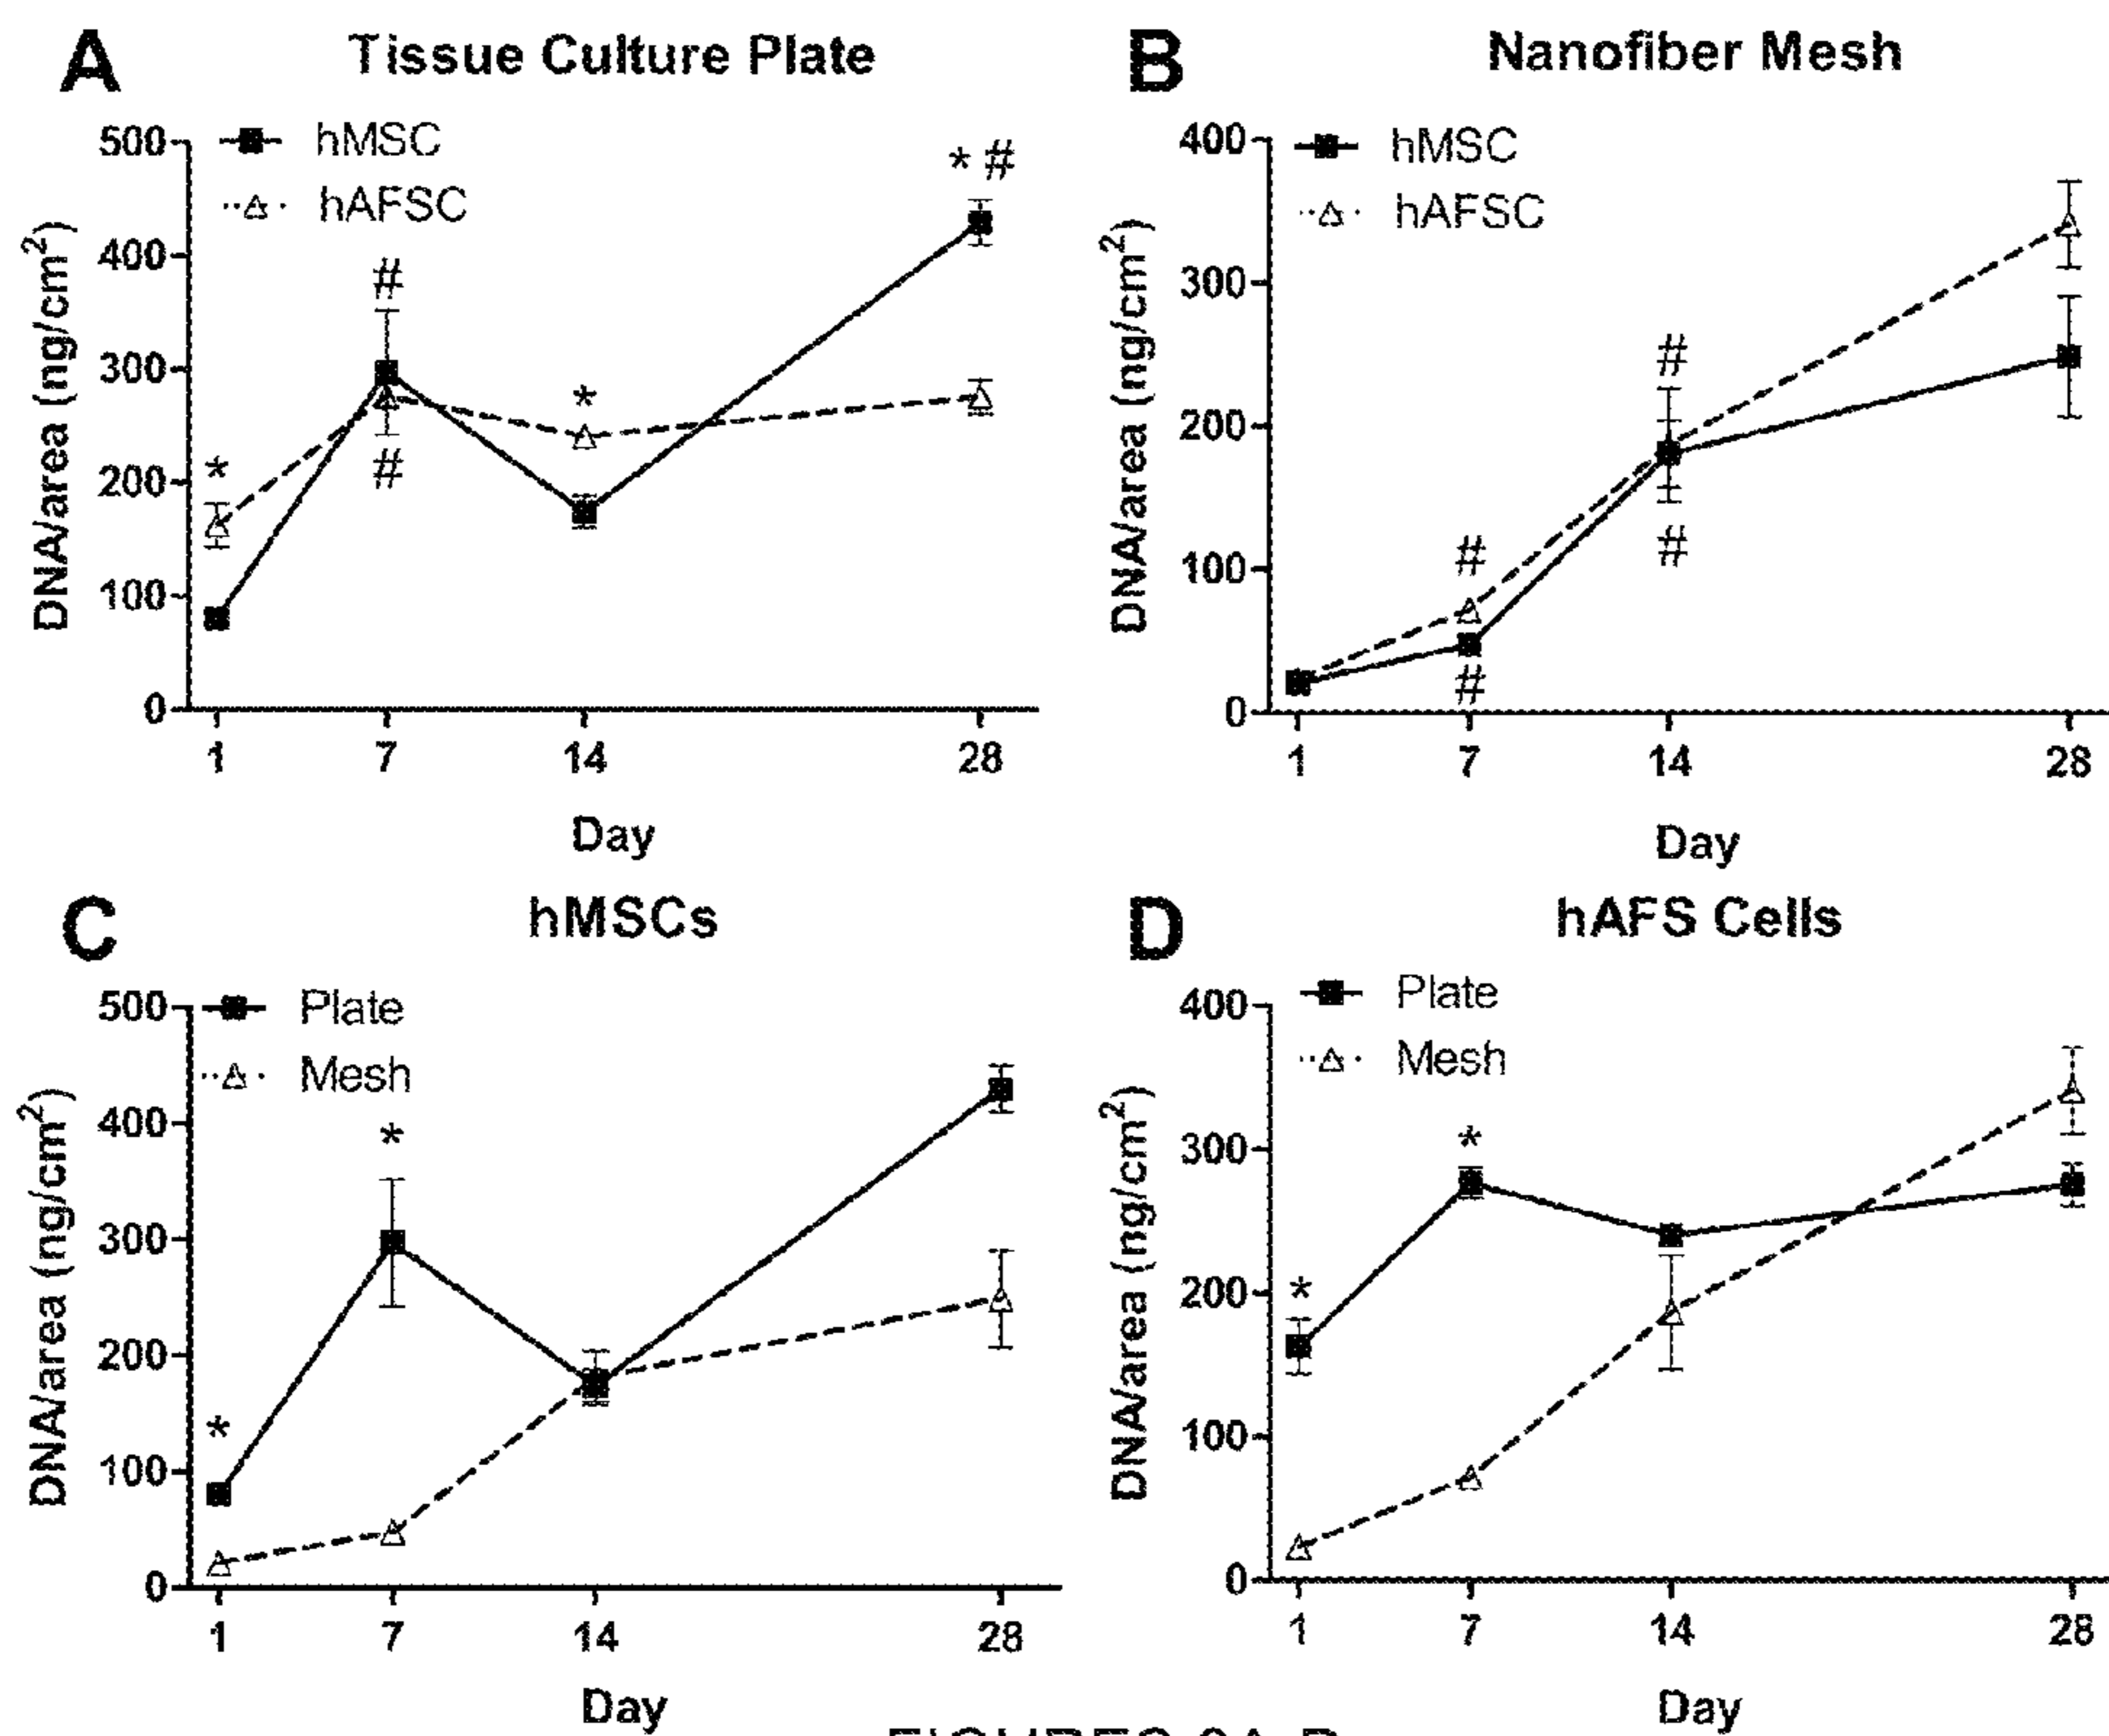 A Tissue Culture Plate
hMSC
hAFSC
DNA/area (ng/cm²)
500
400
300
200
100
0
*
#
#
*
* #
1 7 14 28
Day
B Nanofiber Mesh
hMSC
hAFSC
DNA/area (ng/cm²)
400
300
200
100
0
#
#
#
#
1 7 14 28
Day
C hMSCs
Plate
Mesh
DNA/area (ng/cm²)
500
400
300
200
100
0
*
*
1 7 14 28
Day
D hAFS Cells
Plate
Mesh
DNA/area (ng/cm²)
400
300
200
100
0
*
*
1 7 14 28
Day